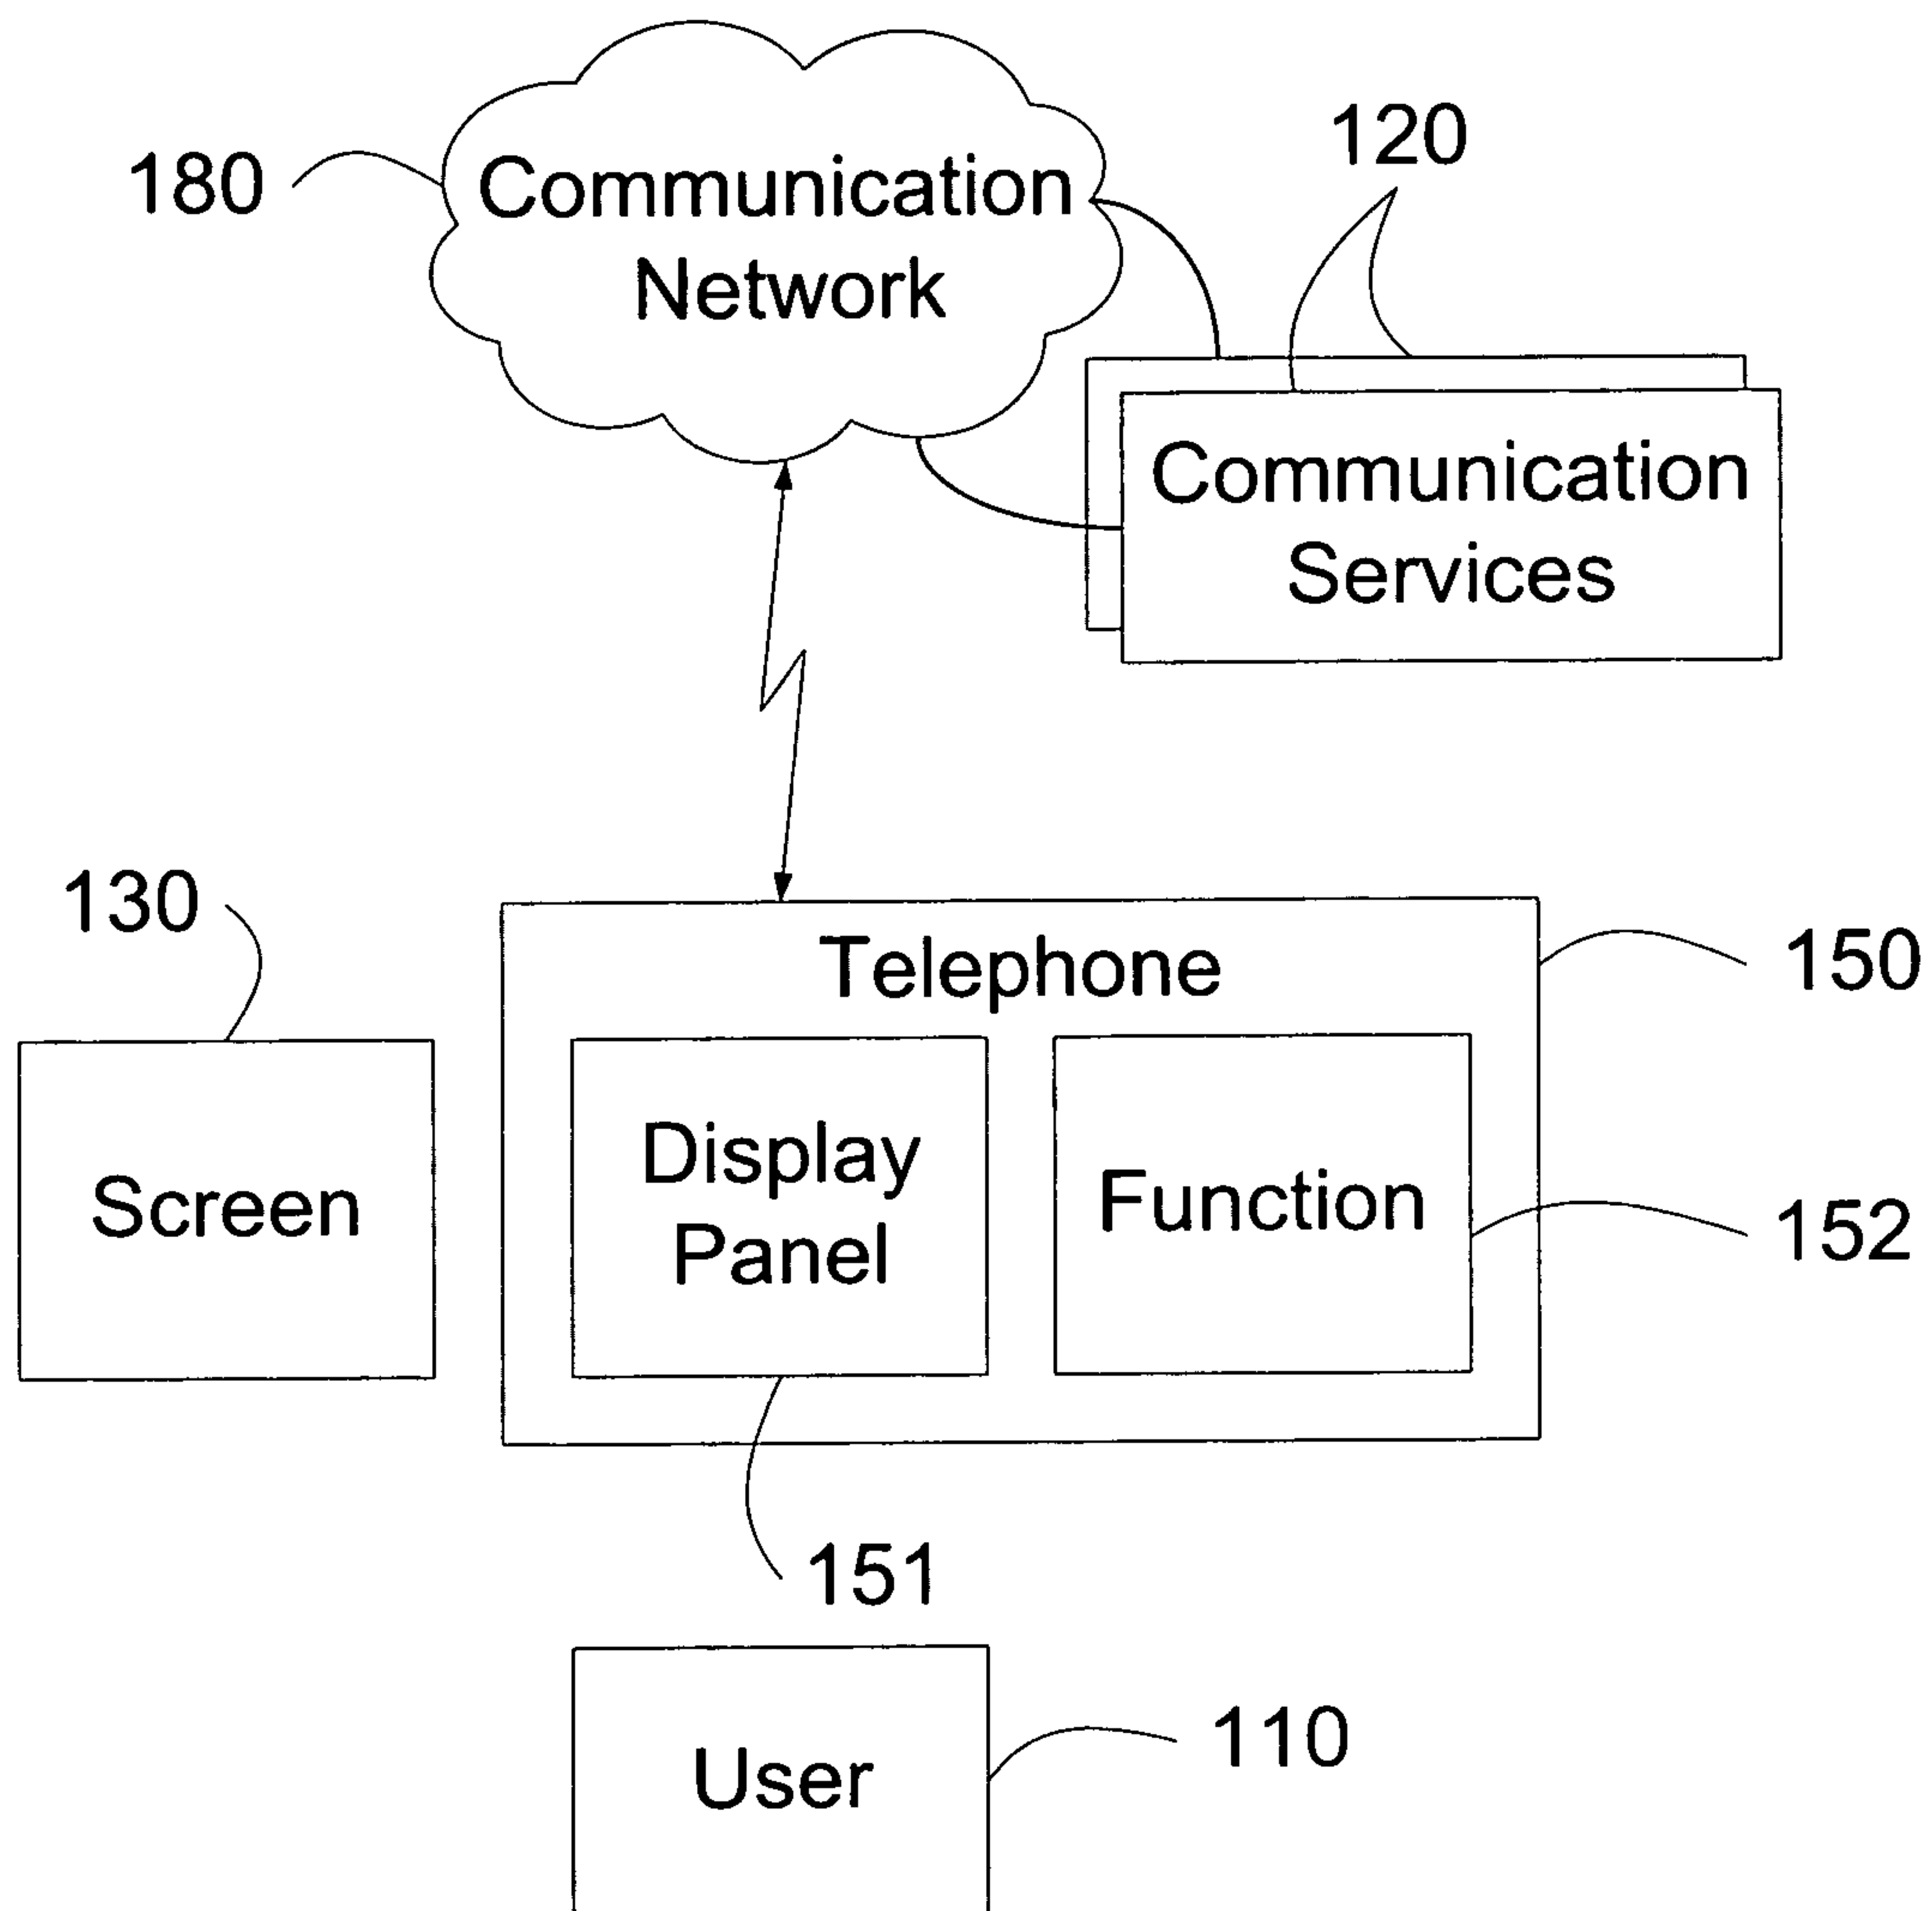 180
Communication
Network
120
Communication
Services
130
Telephone
150
Screen
Display
Panel
Function
152
151
User
110